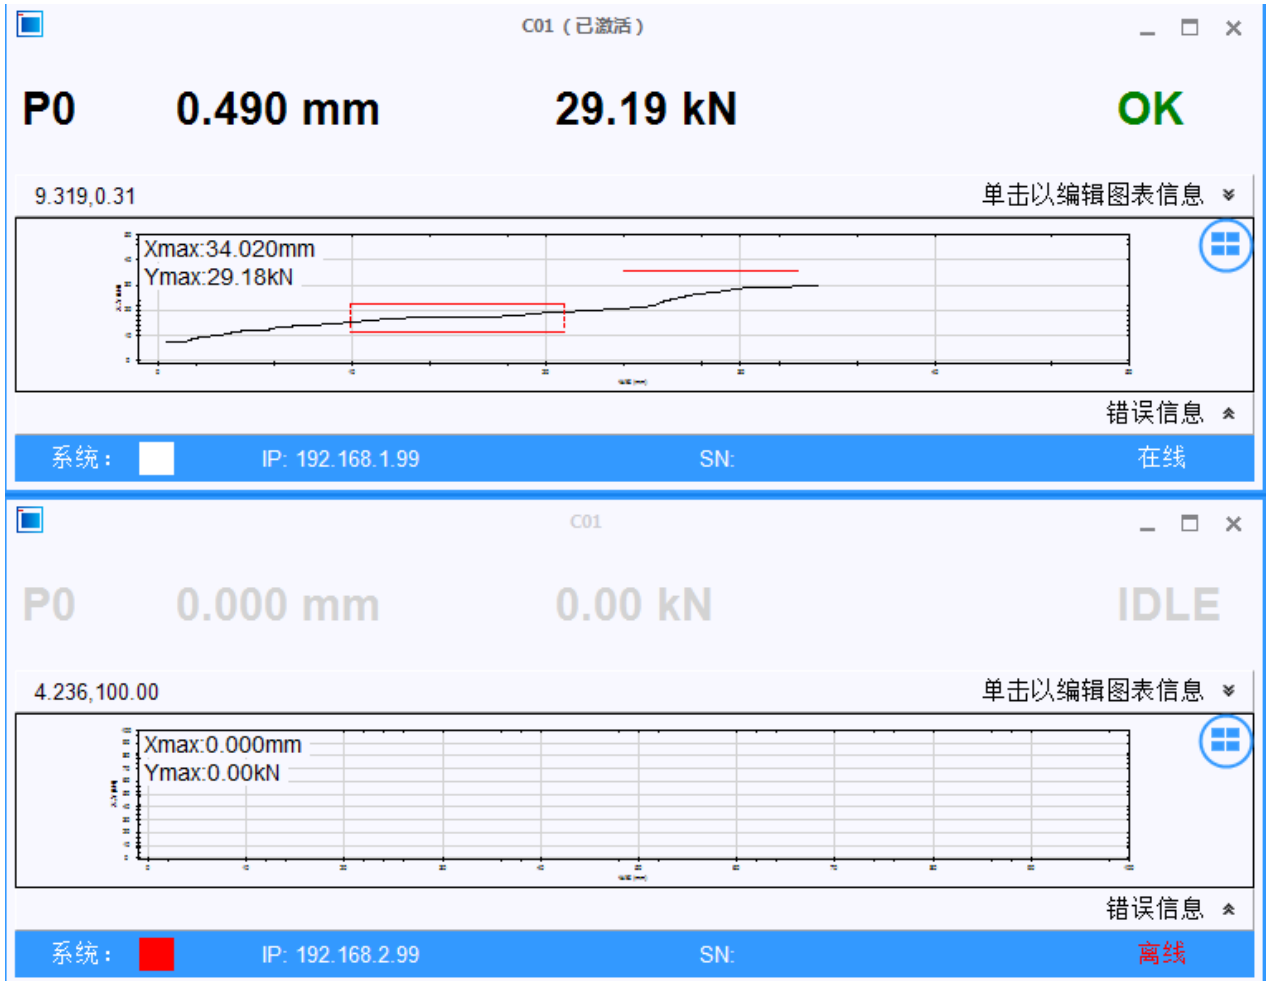 C01（已激活）
P0 0.490 mm 29.19 kN OK
9.319,0.31 单击以编辑图表信息
Xmax:34.020mm
Ymax:29.18kN
错误信息
系统： IP: 192.168.1.99 SN: 在线
C01
P0 0.000 mm 0.00 kN IDLE
4.236,100.00 单击以编辑图表信息
Xmax:0.000mm
Ymax:0.00kN
错误信息
系统： IP: 192.168.2.99 SN: 离线